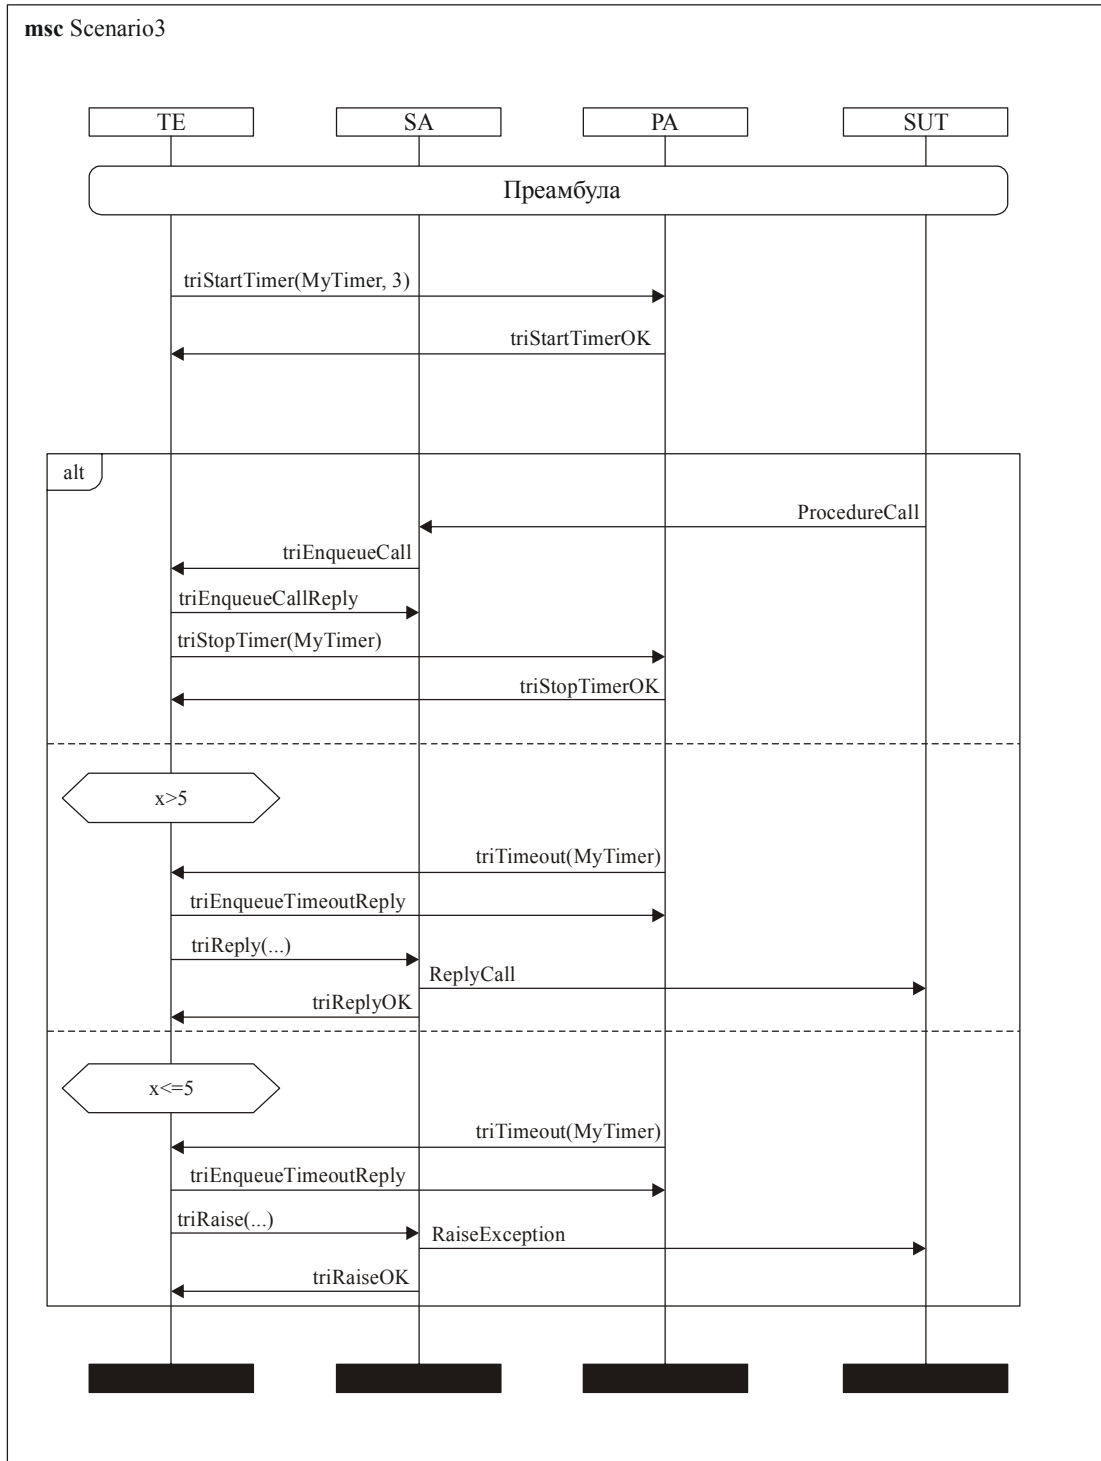 msc Scenario3
TE SA PA SUT
Преамбула
triStartTimer(MyTimer, 3)
triStartTimerOK
alt
ProcedureCall
triEnqueueCall
triEnqueueCallReply
triStopTimer(MyTimer)
triStopTimerOK
x>5
triTimeout(MyTimer)
triEnqueueTimeoutReply
triReply(...)
ReplyCall
triReplyOK
x<=5
triTimeout(MyTimer)
triEnqueueTimeoutReply
triRaise(...)
RaiseException
triRaiseOK